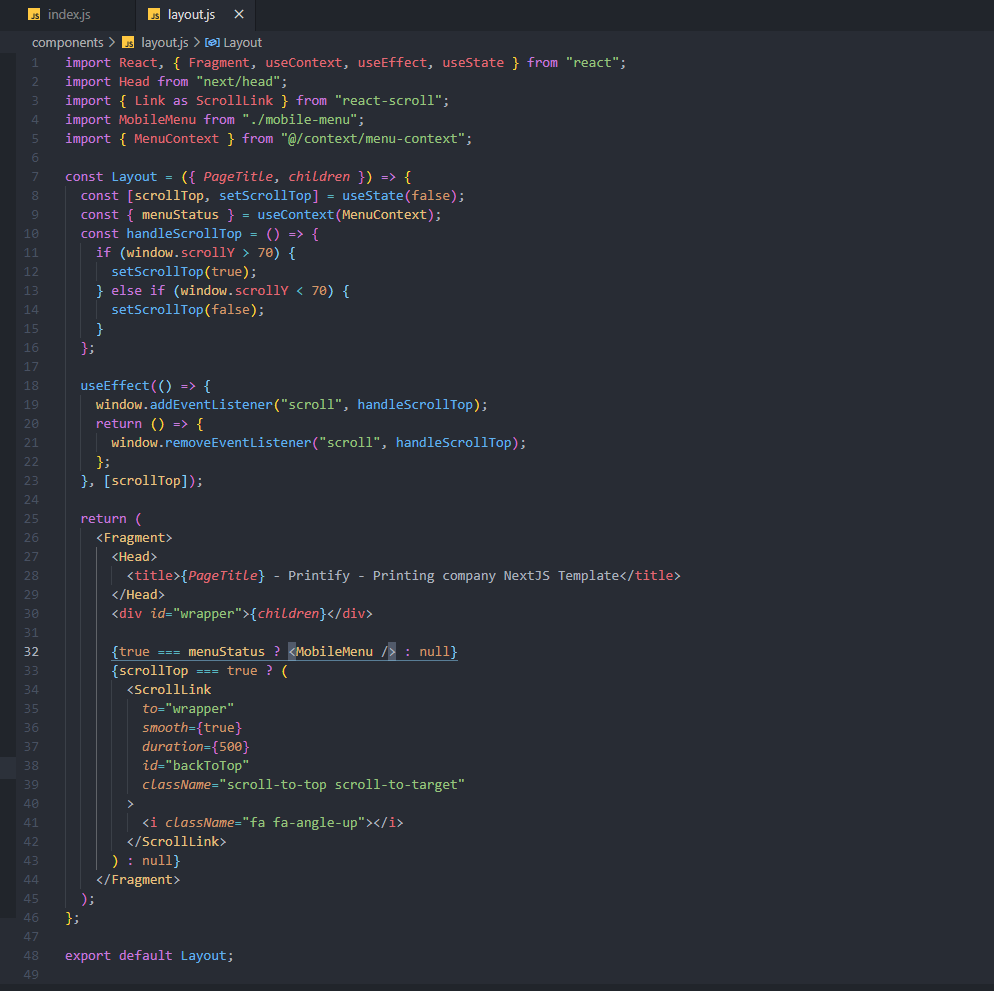 JS index.js
JS layout.js ×
components > JS layout.js > Layout
1 import React, { Fragment, useContext, useEffect, useState } from "react";
2 import Head from "next/head";
3 import { Link as ScrollLink } from "react-scroll";
4 import MobileMenu from "./mobile-menu";
5 import { MenuContext } from "@/context/menu-context";
6
7 const Layout = ({ PageTitle, children }) => {
8   const [scrollTop, setScrollTop] = useState(false);
9   const { menuStatus } = useContext(MenuContext);
10   const handleScrollTop = () => {
11     if (window.scrollY > 70) {
12       setScrollTop(true);
13     } else if (window.scrollY < 70) {
14       setScrollTop(false);
15     }
16   };
17
18   useEffect(() => {
19     window.addEventListener("scroll", handleScrollTop);
20     return () => {
21       window.removeEventListener("scroll", handleScrollTop);
22     };
23   }, [scrollTop]);
24
25   return (
26     <Fragment>
27       <Head>
28         <title>{PageTitle} - Printify - Printing company NextJS Template</title>
29       </Head>
30       <div id="wrapper">{children}</div>
31
32       {true === menuStatus ? <MobileMenu /> : null}
33       {scrollTop === true ? (
34         <ScrollLink
35           to="wrapper"
36           smooth={true}
37           duration={500}
38           id="backToTop"
39           className="scroll-to-top scroll-to-target"
40         >
41           <i className="fa fa-angle-up"></i>
42         </ScrollLink>
43       ) : null}
44     </Fragment>
45   );
46 };
47
48 export default Layout;
49